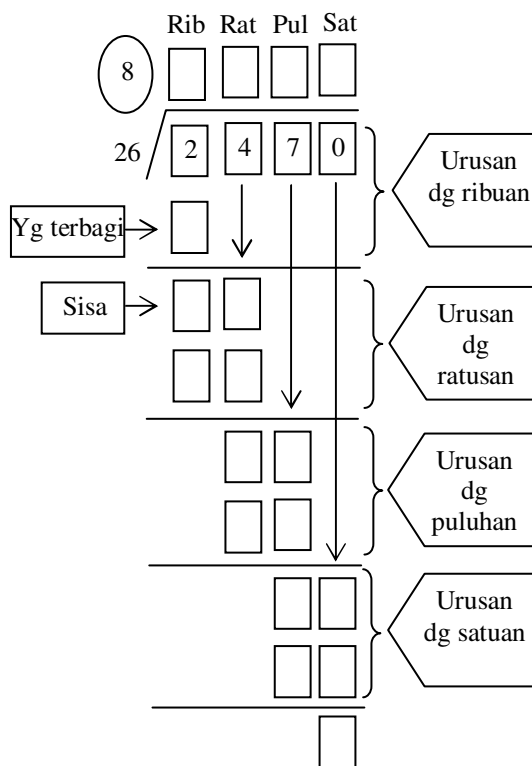 Rib Rat Pul Sat
8
26 2 4 7 0
Urusan
dg ribuan
Yg terbagi
Sisa
Urusan
dg
ratusan
Urusan
dg
puluhan
Urusan
dg satuan